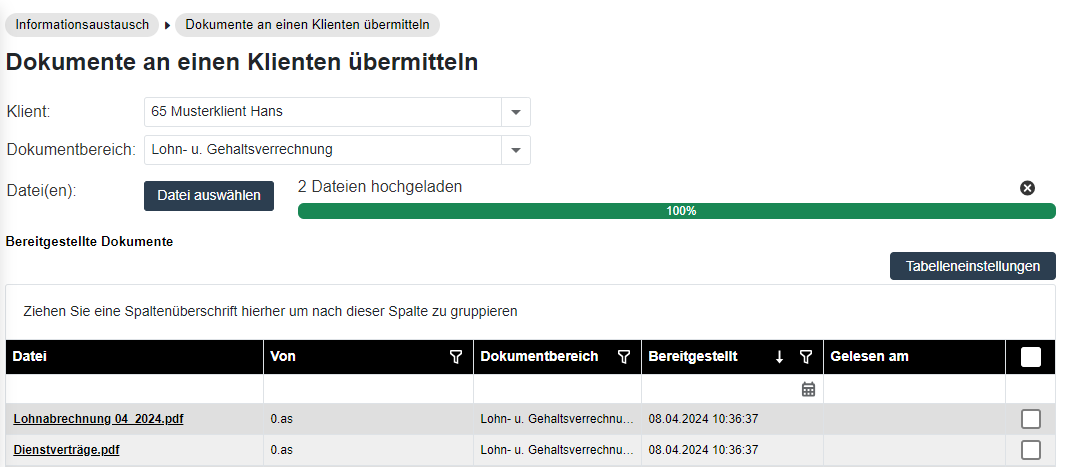 Informationsaustausch Dokumente an einen Klienten übermitteln
Dokumente an einen Klienten übermitteln
Klient: 65 Musterklient Hans
Dokumentbereich: Lohn- u. Gehaltsverrechnung
Datei(en): Datei auswählen 2 Dateien hochgeladen
100%
Bereitgestellte Dokumente
Tabelleneinstellungen
Ziehen Sie eine Spaltenüberschrift hierher um nach dieser Spalte zu gruppieren
Datei Von Dokumentbereich Bereitgestellt Gelesen am
Lohnabrechnung 04_2024.pdf 0.as Lohn- u. Gehaltsverrechnu... 08.04.2024 10:36:37
Dienstverträge.pdf 0.as Lohn- u. Gehaltsverrechnu... 08.04.2024 10:36:37